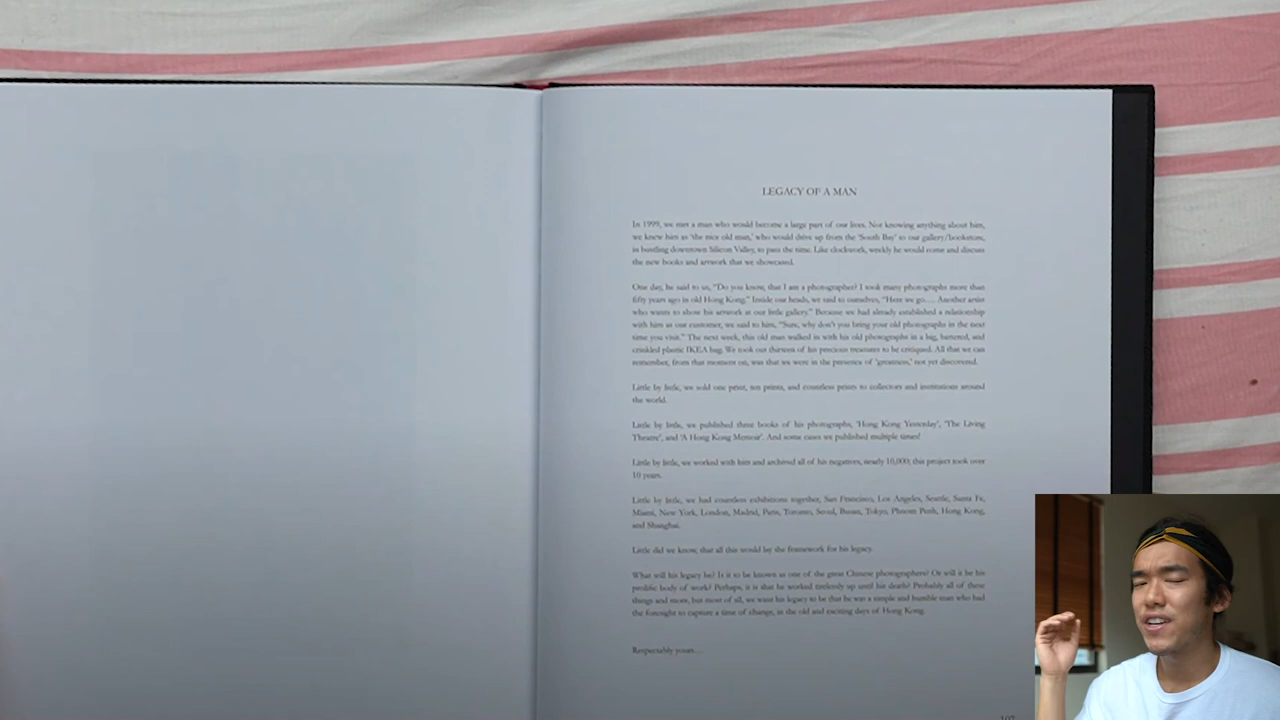 LEGACY OF A MAN
In 1999, we met a man who would become a large part of our lives. Not knowing anything about him,
we knew him as 'the nice old man,' who would drive up from the 'South Bay' to our gallery/bookstore,
in bustling downtown Silicon Valley, to pass the time. Like clockwork, weekly he would come and discuss
the new books and artwork that we showcased.
One day, he said to us, "Do you know, that I am a photographer? I took many photographs more than
fifty years ago in old Hong Kong." Inside our heads, we said to ourselves, "Here we go…. Another artist
who wants to show his artwork at our little gallery." Because we had already established a relationship
with him as our customer, we said to him, "Sure, why don't you bring your old photographs in the next
time you visit." The next week, this old man walked in with his old photographs in a big, battered, and
crinkled plastic IKEA bag. We took out thirteen of his precious treasures to be critiqued. All that we can
remember, from that moment on, was that we were in the presence of 'greatness,' not yet discovered.
Little by little, we sold one print, ten prints, and countless prints to collectors and institutions around
the world.
Little by little, we published three books of his photographs, 'Hong Kong Yesterday', 'The Living
Theatre', and 'A Hong Kong Memoir'. And some cases we published multiple times!
Little by little, we worked with him and archived all of his negatives, nearly 10,000; this project took over
10 years.
Little by little, we had countless exhibitions together, San Francisco, Los Angeles, Seattle, Santa Fe,
Miami, New York, London, Madrid, Paris, Toronto, Seoul, Busan, Tokyo, Phnom Penh, Hong Kong,
and Shanghai.
Little did we know, that all this would lay the framework for his legacy.
What will his legacy be? Is it to be known as one of the great Chinese photographers? Or will it be his
prolific body of work? Perhaps, it is that he worked tirelessly up until his death? Probably all of these
things and more, but most of all, we want his legacy to be that he was a simple and humble man who had
the foresight to capture a time of change, in the old and exciting days of Hong Kong.
Respectably yours…